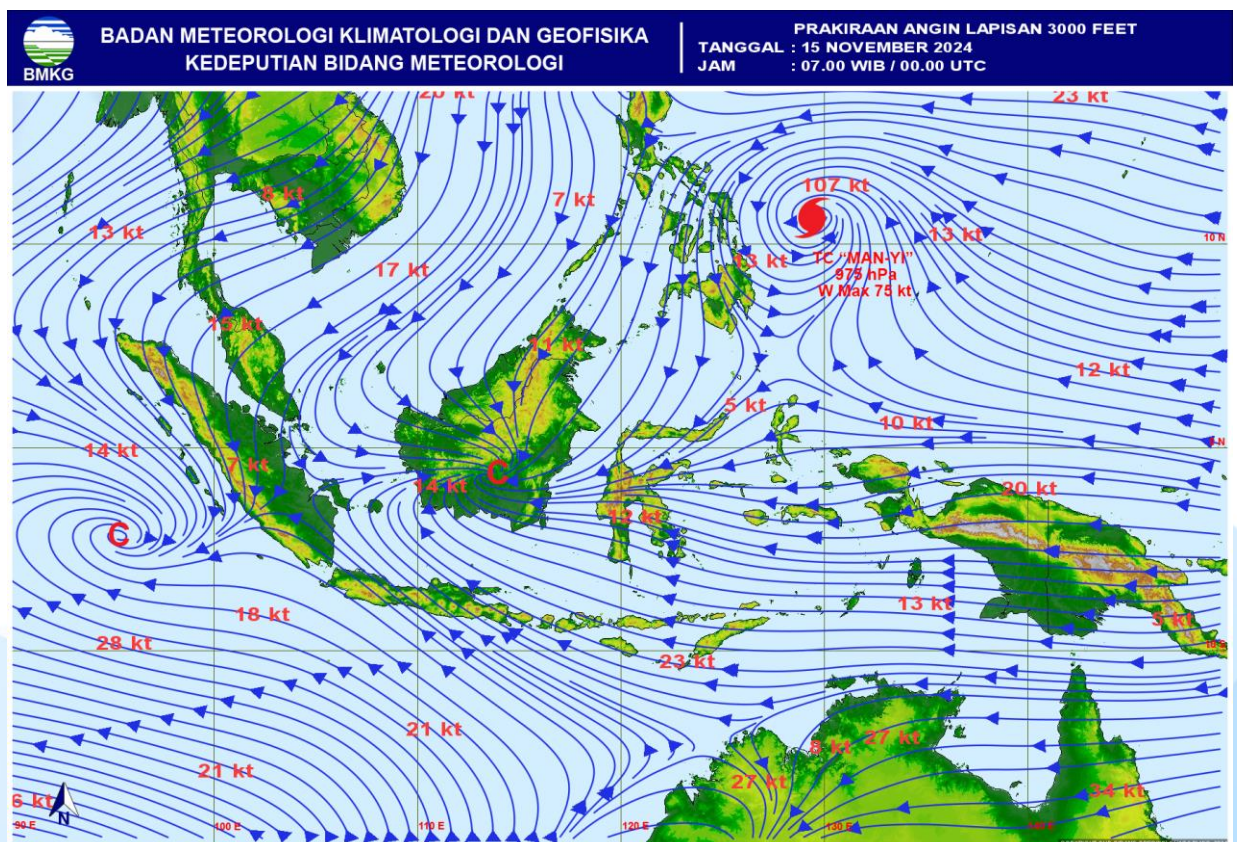 BADAN METEOROLOGI KLIMATOLOGI DAN GEOFISIKA
KEDEPUTIAN BIDANG METEOROLOGI
BMKG
PRAKIRAAN ANGIN LAPISAN 3000 FEET
TANGGAL : 15 NOVEMBER 2024
JAM : 07.00 WIB / 00.00 UTC
23 kt
107 kt
8 kt
7 kt
13 kt
13 kt
10 N
17 kt
13 kt
TC “MAN-YI”
975 hPa
W Max 75 kt
15 kt
11 kt
12 kt
5 kt
10 kt
14 kt
7 kt
14 kt
20 kt
C
C
12 kt
18 kt
13 kt
28 kt
23 kt
21 kt
8 kt
27 kt
21 kt
27 kt
34 kt
N
90 E
100 E
110 E
120 E
130 E